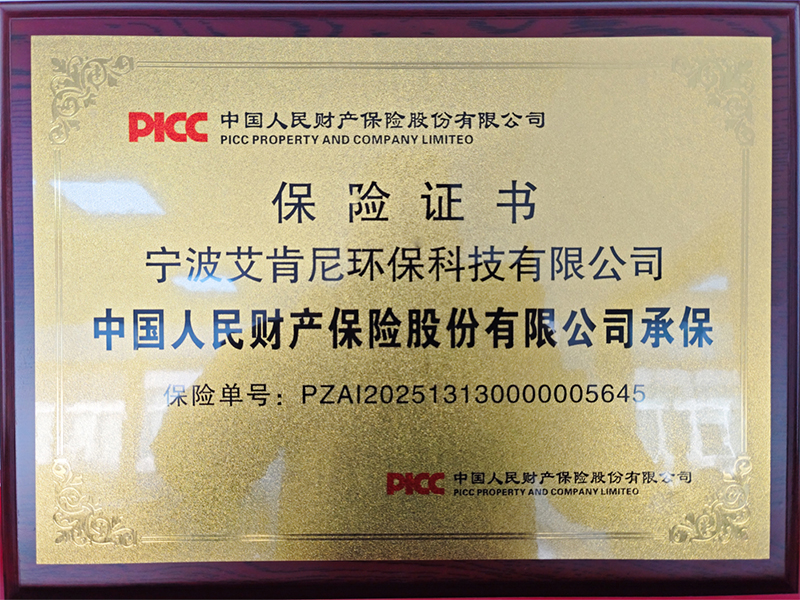 PICC 中国人民财产保险股份有限公司
PICC PROPERTY AND COMPANY LIMITEO
保险证书
宁波艾肯尼环保科技有限公司
中国人民财产保险股份有限公司承保
保险单号：PZAI202513130000005645
PICC 中国人民财产保险股份有限公司
PICC PROPERTY AND COMPANY LIMITEO